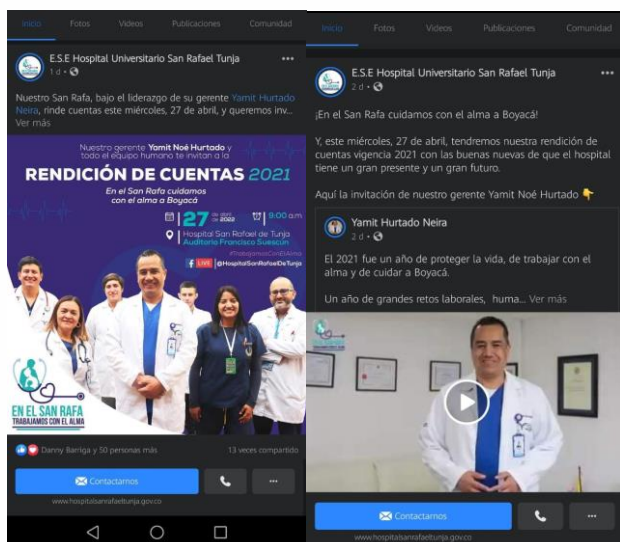 Inicio Fotos Videos Publicaciones Comunidad
E.S.E Hospital Universitario San Rafael Tunja
1 d
Nuestro San Rafa, bajo el liderazgo de su gerente Yamit Hurtado
Neira, rinde cuentas este miércoles, 27 de abril, y queremos inv...
Ver más
Nuestro gerente Yamit Noé Hurtado y
todo el equipo humano te invitan a la
RENDICIÓN DE CUENTAS 2021
En el San Rafa cuidamos
con el alma a Boyacá
27 de abril de 2022 9:00 am
Hospital San Rafael de Tunja
Auditorio Francisco Suescún
#TrabajamosConElAlma
f LIVE @HospitalSanRafaelDeTunja
EN EL SAN RAFA
TRABAJAMOS CON EL ALMA
Danny Barriga y 50 personas más 13 veces compartido
Contactarnos
www.hospitalsanrafaeltunja.gov.co
Inicio Fotos Videos Publicaciones Comunidad
E.S.E Hospital Universitario San Rafael Tunja
2 d
¡En el San Rafa cuidamos con el alma a Boyacá!
Y, este miércoles, 27 de abril, tendremos nuestra rendición de
cuentas vigencia 2021 con las buenas nuevas de que el hospital
tiene un gran presente y un gran futuro.
Aquí la invitación de nuestro gerente Yamit Noé Hurtado 👇
Yamit Hurtado Neira
2 d
El 2021 fue un año de proteger la vida, de trabajar con el
alma y de cuidar a Boyacá.
Un año de grandes retos laborales, huma... Ver más
Contactarnos
www.hospitalsanrafaeltunja.gov.co